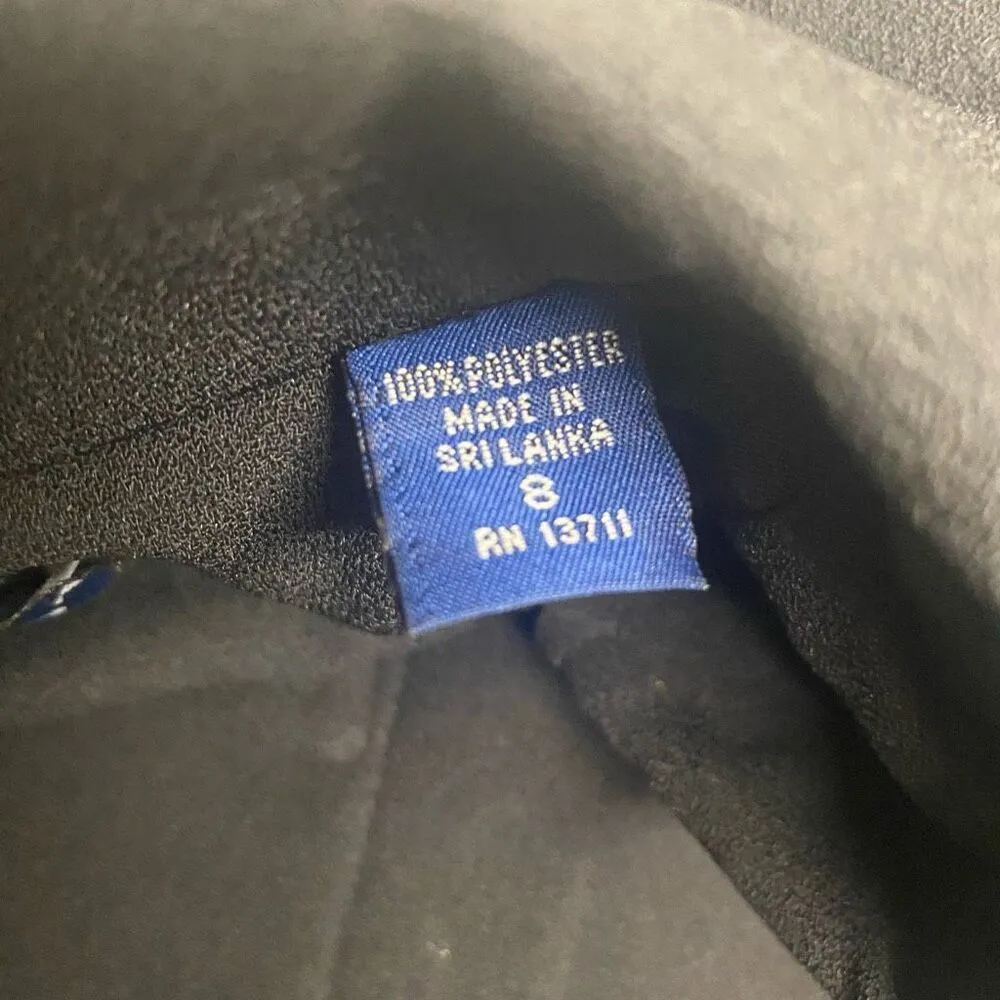 100% POLYESTER
MADE IN
SRI LANKA
8
RN 13711